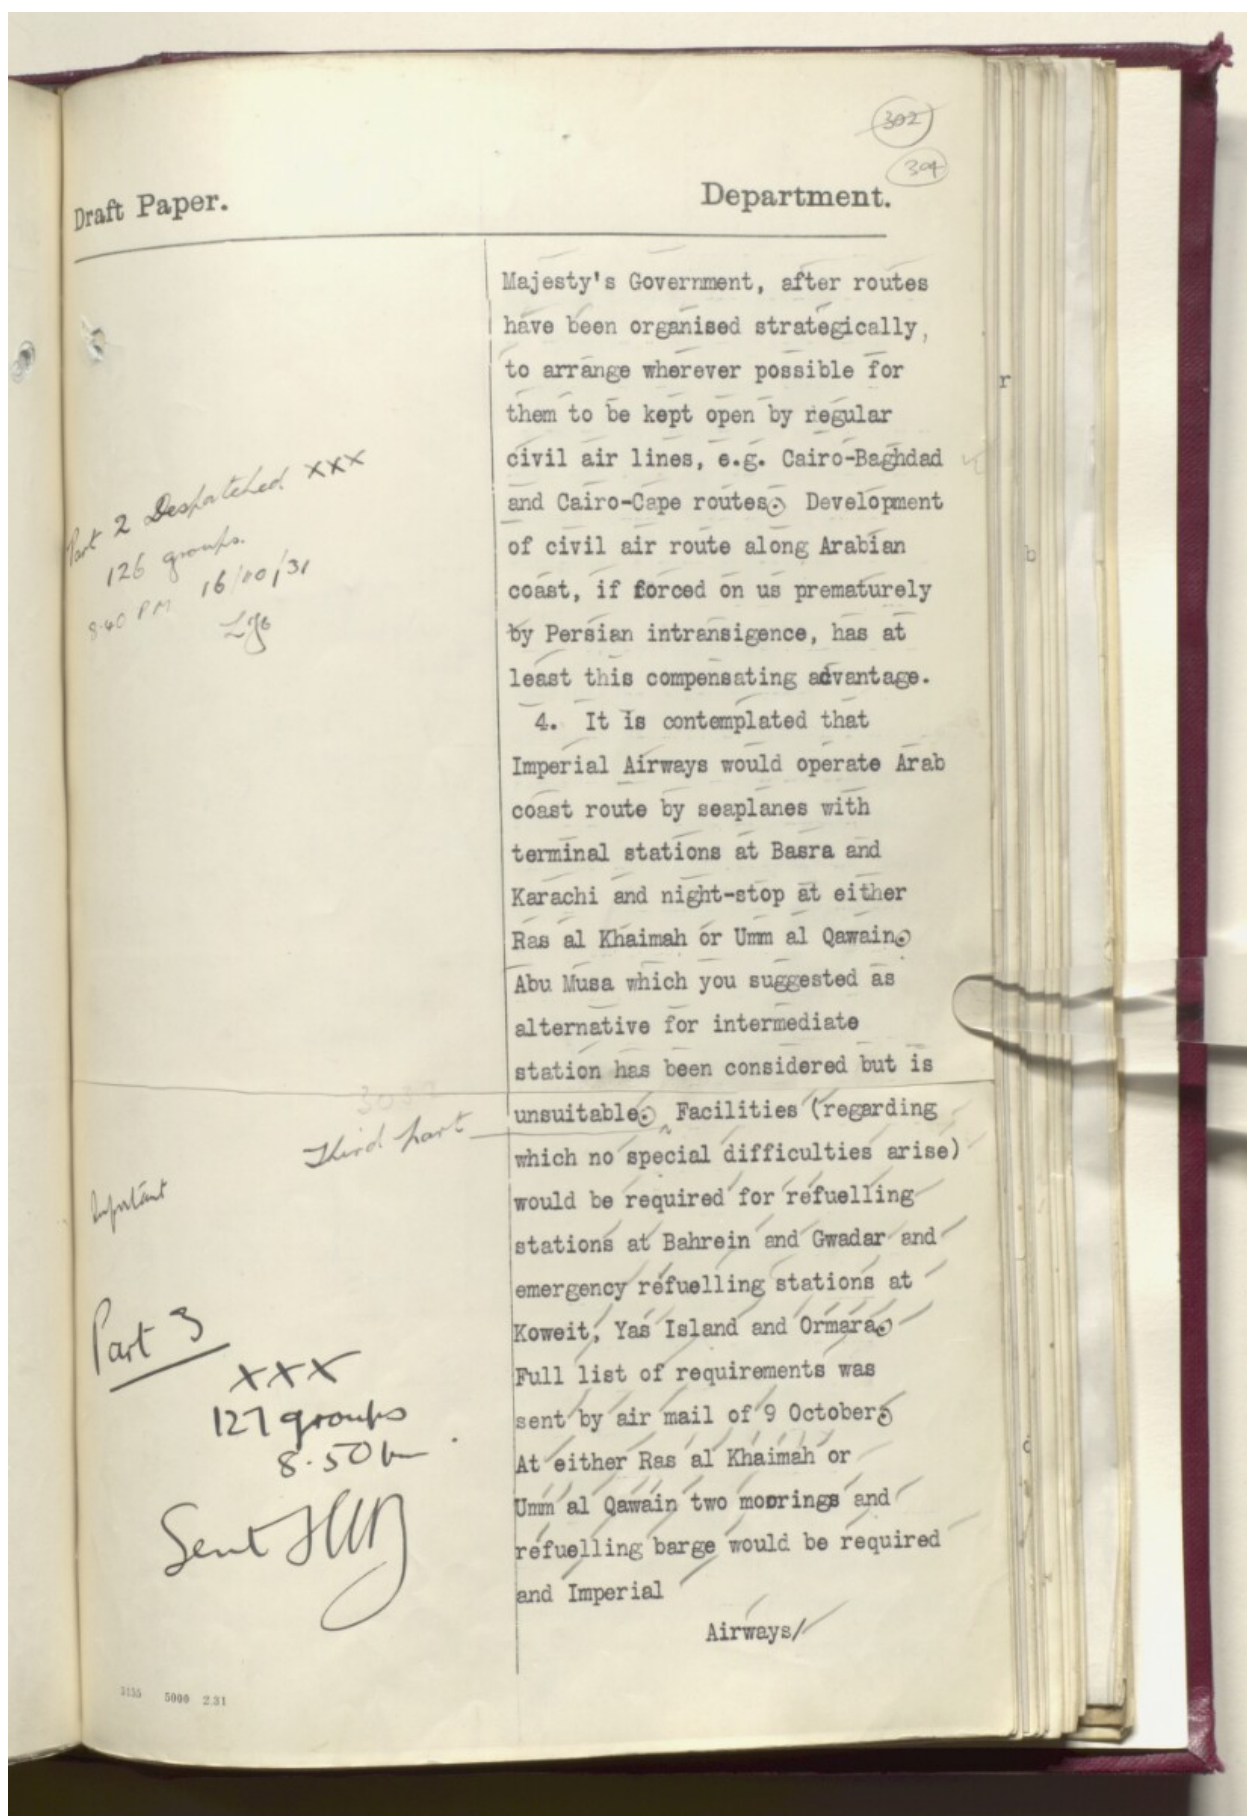 302
304
Draft Paper.
Department.
Majesty's Government, after routes
have been organised strategically,
to arrange wherever possible for
them to be kept open by regular
civil air lines, e.g. Cairo-Baghdad
and Cairo-Cape routes. Development
of civil air route along Arabian
coast, if forced on us prematurely
by Persian intransigence, has at
least this compensating advantage.
4. It is contemplated that
Imperial Airways would operate Arab
coast route by seaplanes with
terminal stations at Basra and
Karachi and night-stop at either
Ras al Khaimah or Umm al Qawain.
Abu Musa which you suggested as
alternative for intermediate
station has been considered but is
unsuitable. Facilities (regarding
which no special difficulties arise)
would be required for refuelling
stations at Bahrein and Gwadar and
emergency refuelling stations at
Koweit, Yas Island and Ormara.
Full list of requirements was
sent by air mail of 9 October.
At either Ras al Khaimah or
Umm al Qawain two moorings and
refuelling barge would be required
and Imperial
Airways/
Part 2 Despatched XXX
126 groups.
8.40 PM 16/10/31
Third part
Important
Part 3
XXX
127 groups
8.50
Sent
5000 2.31
r
b